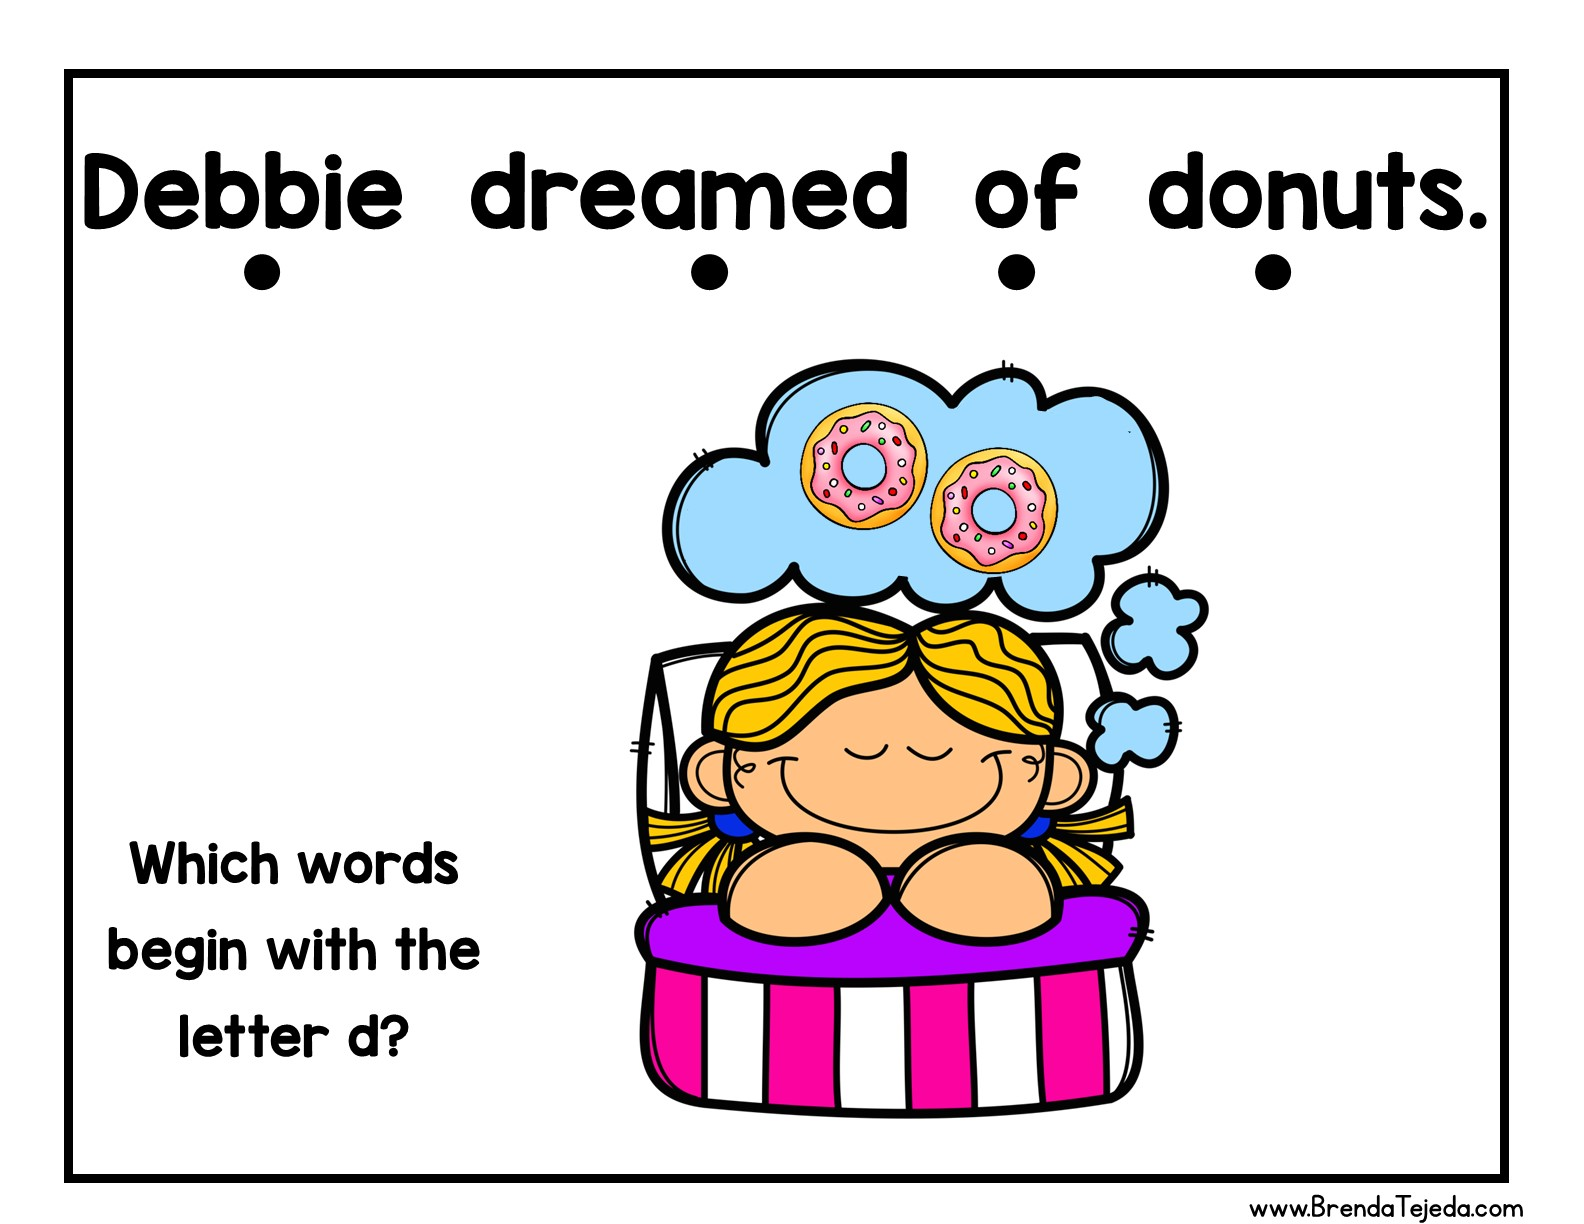 Debbie dreamed of donuts.
Which words
begin with the
letter d?
www.BrendaTejeda.com